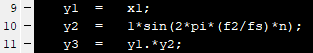 9 - y1 = x1;
10 - y2 = 1*sin(2*pi*(f2/fs)*n);
11 - y3 = y1.*y2;